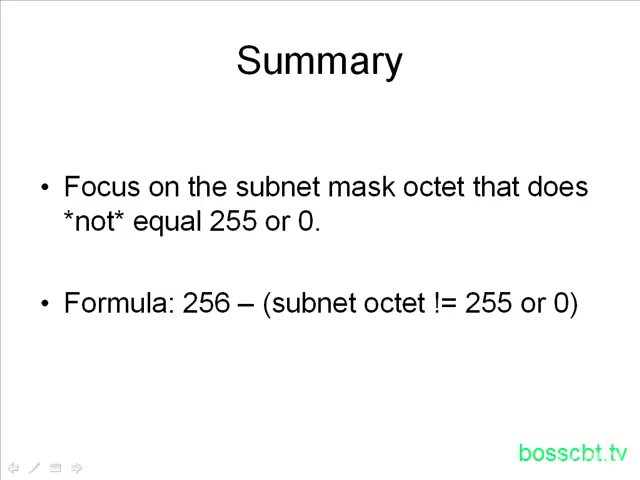 Summary
• Focus on the subnet mask octet that does
*not* equal 255 or 0.
• Formula: 256 – (subnet octet != 255 or 0)
bosscbt.tv